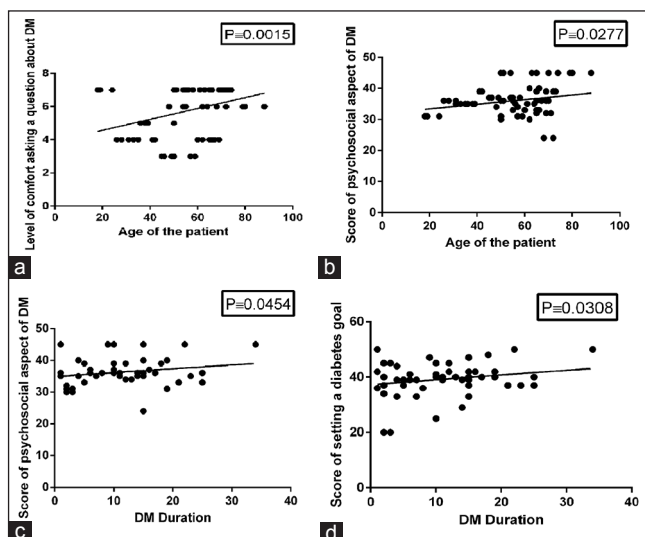 P=0.0015
Level of comfort asking a question about DM
8
6
4
2
0
0 20 40 60 80 100
Age of the patient
a
P=0.0277
Score of psychosocial aspect of DM
50
40
30
20
10
0
0 20 40 60 80 100
Age of the patient
b
P=0.0454
Score of psychosocial aspect of DM
50
40
30
20
10
0
0 10 20 30 40
DM Duration
c
P=0.0308
Score of setting a diabetes goal
60
40
20
0
0 10 20 30 40
DM Duration
d